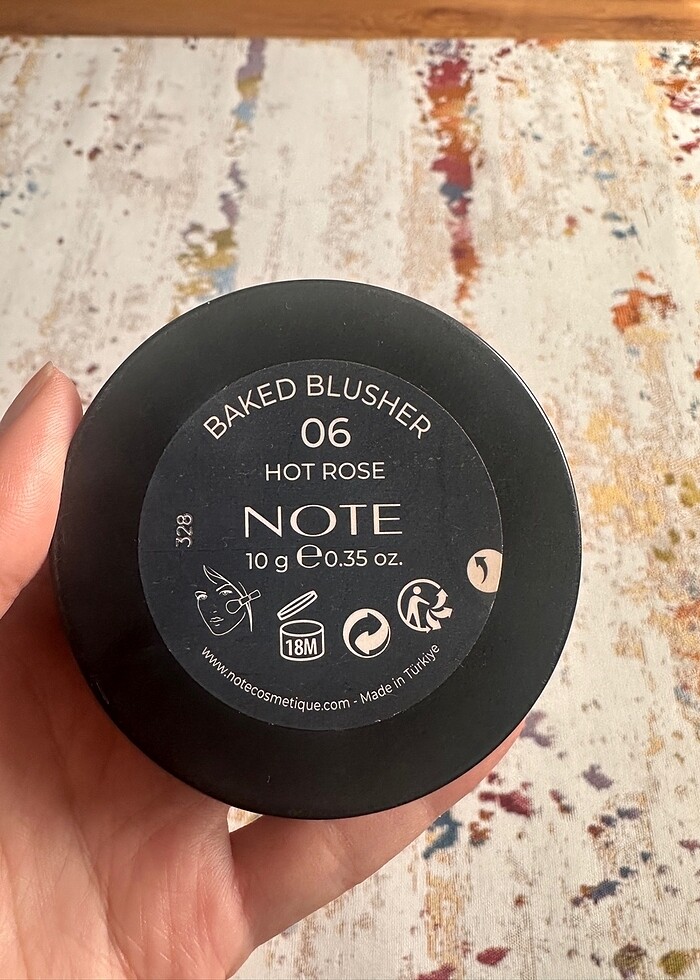 BAKED BLUSHER
06
HOT ROSE
NOTE
10 g ℮ 0.35 oz.
328
18M
www.notecosmetique.com - Made in Türkiye